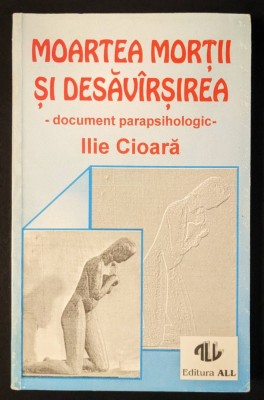 MOARTEA MORȚII
ȘI DESĂVÎRȘIREA
- document parapsihologic-
Ilie Cioară
ALL
Editura ALL